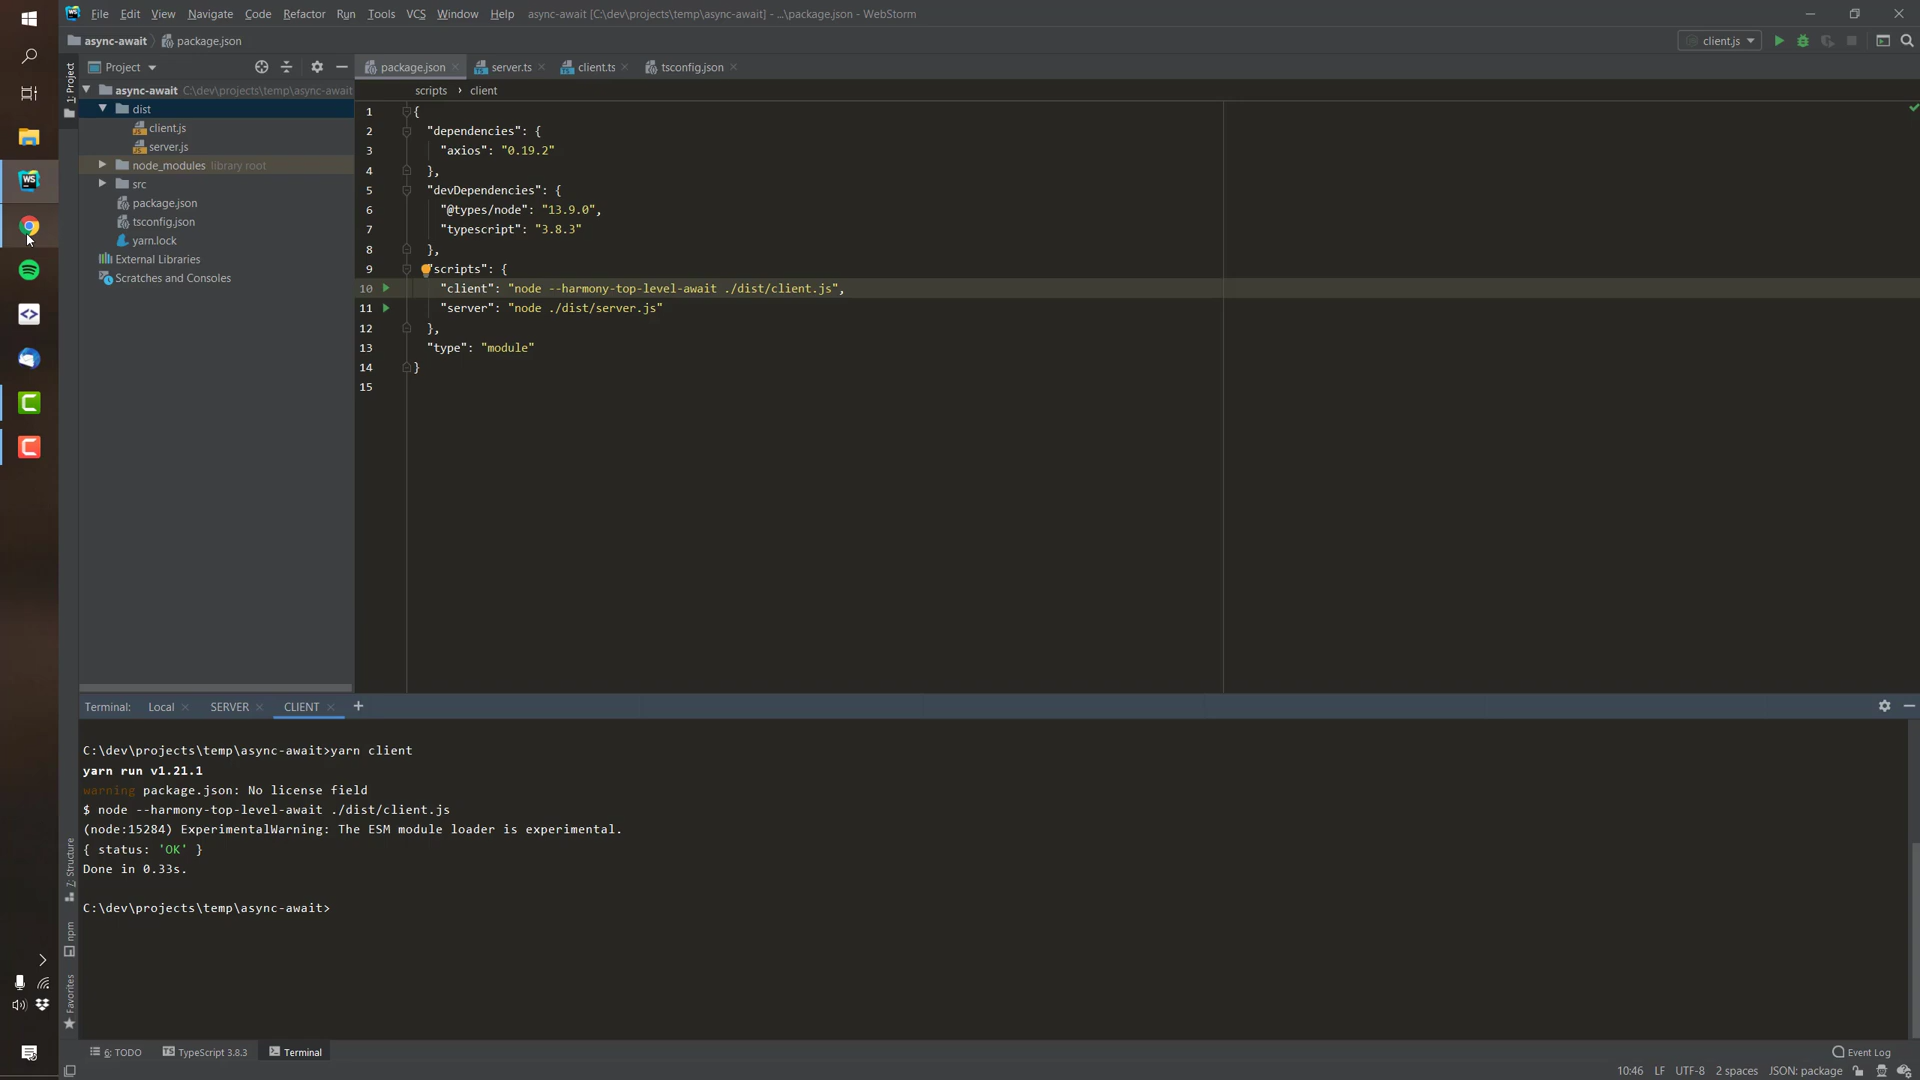 File Edit View Navigate Code Refactor Run Tools VCS Window Help async-await [C:\dev\projects\temp\async-await] - ...\package.json - WebStorm
async-await package.json client.js
Project package.json server.ts client.ts tsconfig.json
1: Project
async-await C:\dev\projects\temp\async-await
dist
client.js
server.js
node_modules library root
src
package.json
tsconfig.json
yarn.lock
External Libraries
Scratches and Consoles
scripts › client
1 {
2 "dependencies": {
3 "axios": "0.19.2"
4 },
5 "devDependencies": {
6 "@types/node": "13.9.0",
7 "typescript": "3.8.3"
8 },
9 "scripts": {
10 "client": "node --harmony-top-level-await ./dist/client.js",
11 "server": "node ./dist/server.js"
12 },
13 "type": "module"
14 }
15
WS
Terminal: Local SERVER CLIENT +
C:\dev\projects\temp\async-await>yarn client
yarn run v1.21.1
warning package.json: No license field
$ node --harmony-top-level-await ./dist/client.js
(node:15284) ExperimentalWarning: The ESM module loader is experimental.
{ status: 'OK' }
Done in 0.33s.
C:\dev\projects\temp\async-await>
7: Structure
npm
Favorites
6: TODO TypeScript 3.8.3 Terminal Event Log
10:46 LF UTF-8 2 spaces JSON: package